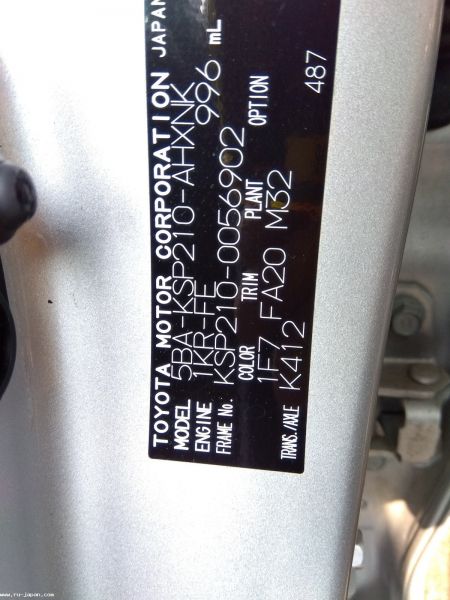 TOYOTA MOTOR CORPORATION JAPAN
MODEL 5BA-KSP210-AHXNK
ENGINE 1KR-FE 996 mL
FRAME No. KSP210-0056902
COLOR TRIM PLANT OPTION
1F7 FA20 M32
TRANS./AXLE K412 487
www.ru-japan.com